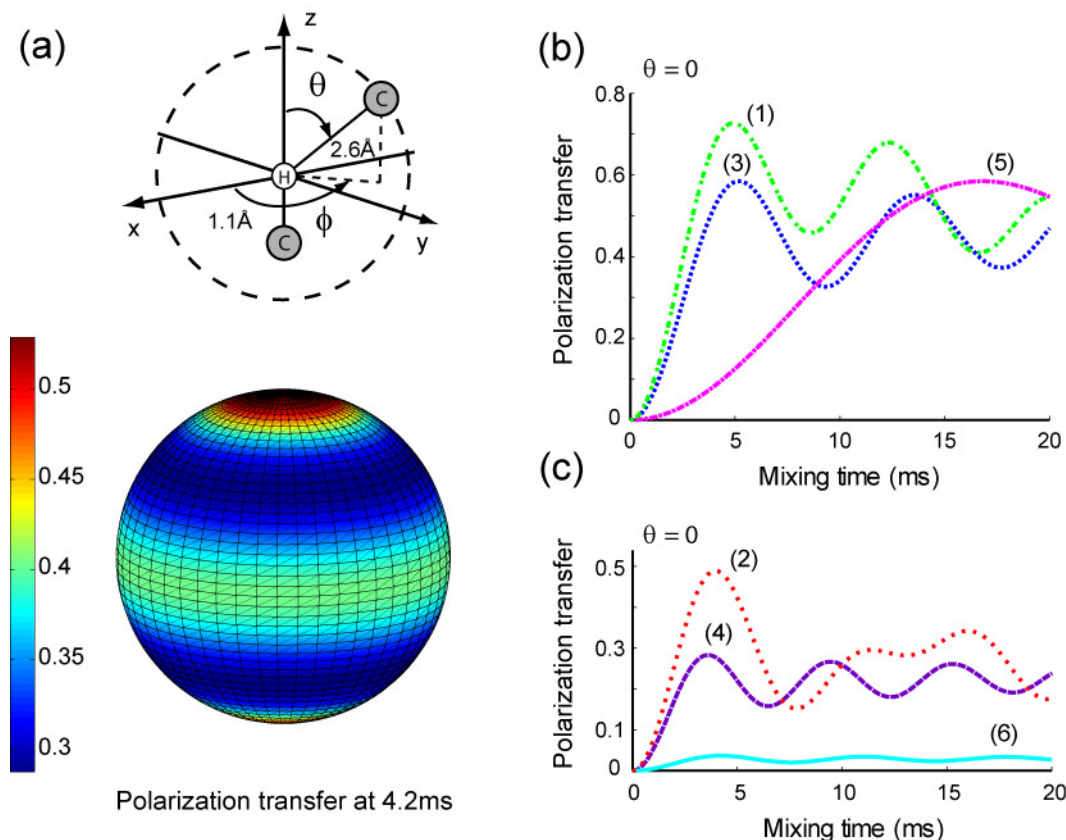 (a)
z
θ
C
2.6Å
H
x
1.1Å
ϕ
y
C
0.5
0.45
0.4
0.35
0.3
Polarization transfer at 4.2ms
(b)
θ = 0
Polarization transfer
0.8
0.6
0.4
0.2
0
(1)
(3)
(5)
0 5 10 15 20
Mixing time (ms)
(c)
θ = 0
Polarization transfer
0.5
0.3
0.1
0
(2)
(4)
(6)
0 5 10 15 20
Mixing time (ms)